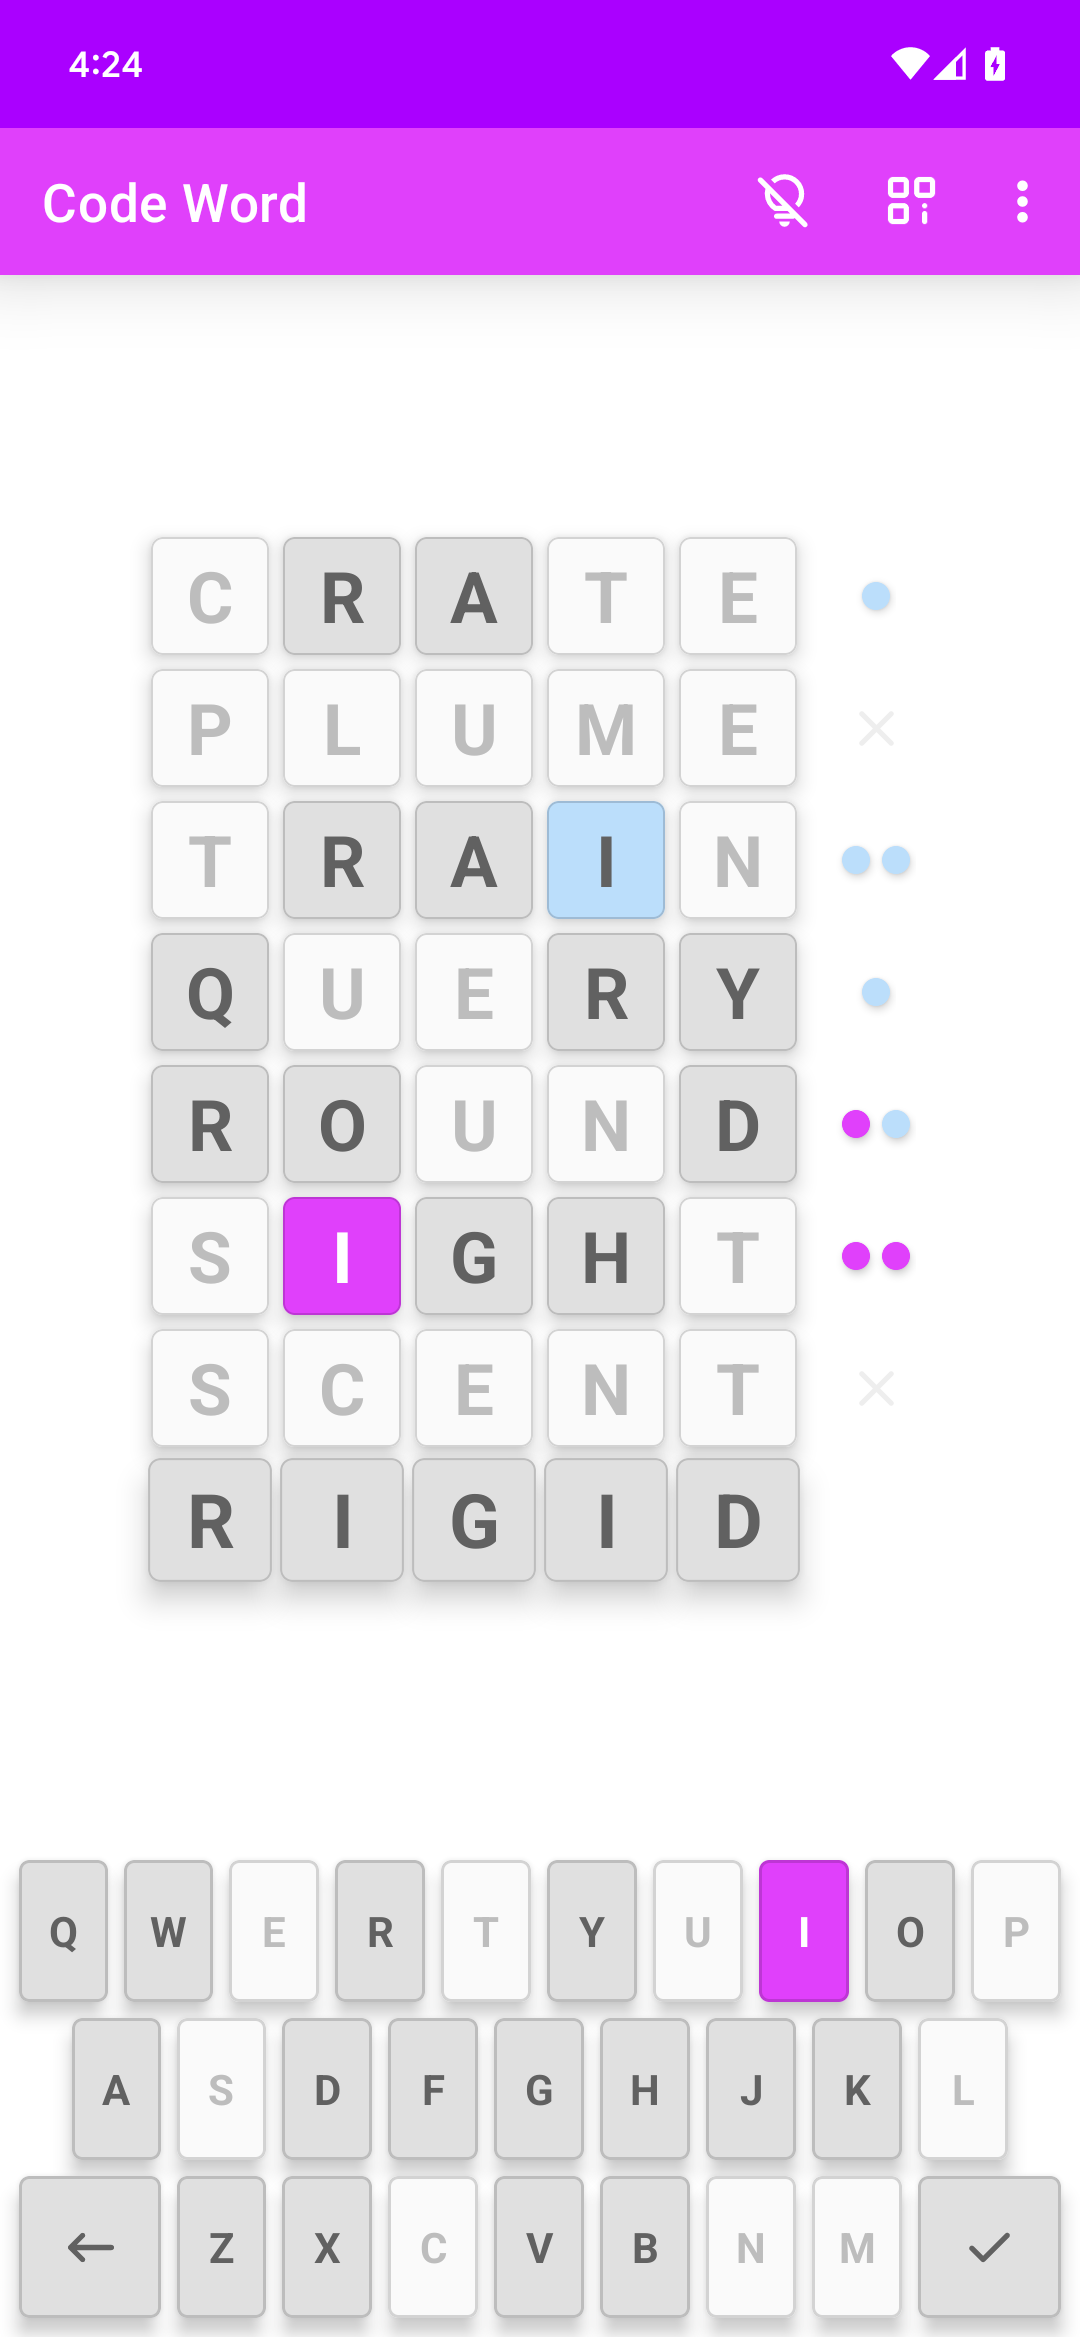 4:24
Code Word
C R A T E
P L U M E
T R A I N
Q U E R Y
R O U N D
S I G H T
S C E N T
R I G I D
Q W E R T Y U I O P
A S D F G H J K L
Z X C V B N M